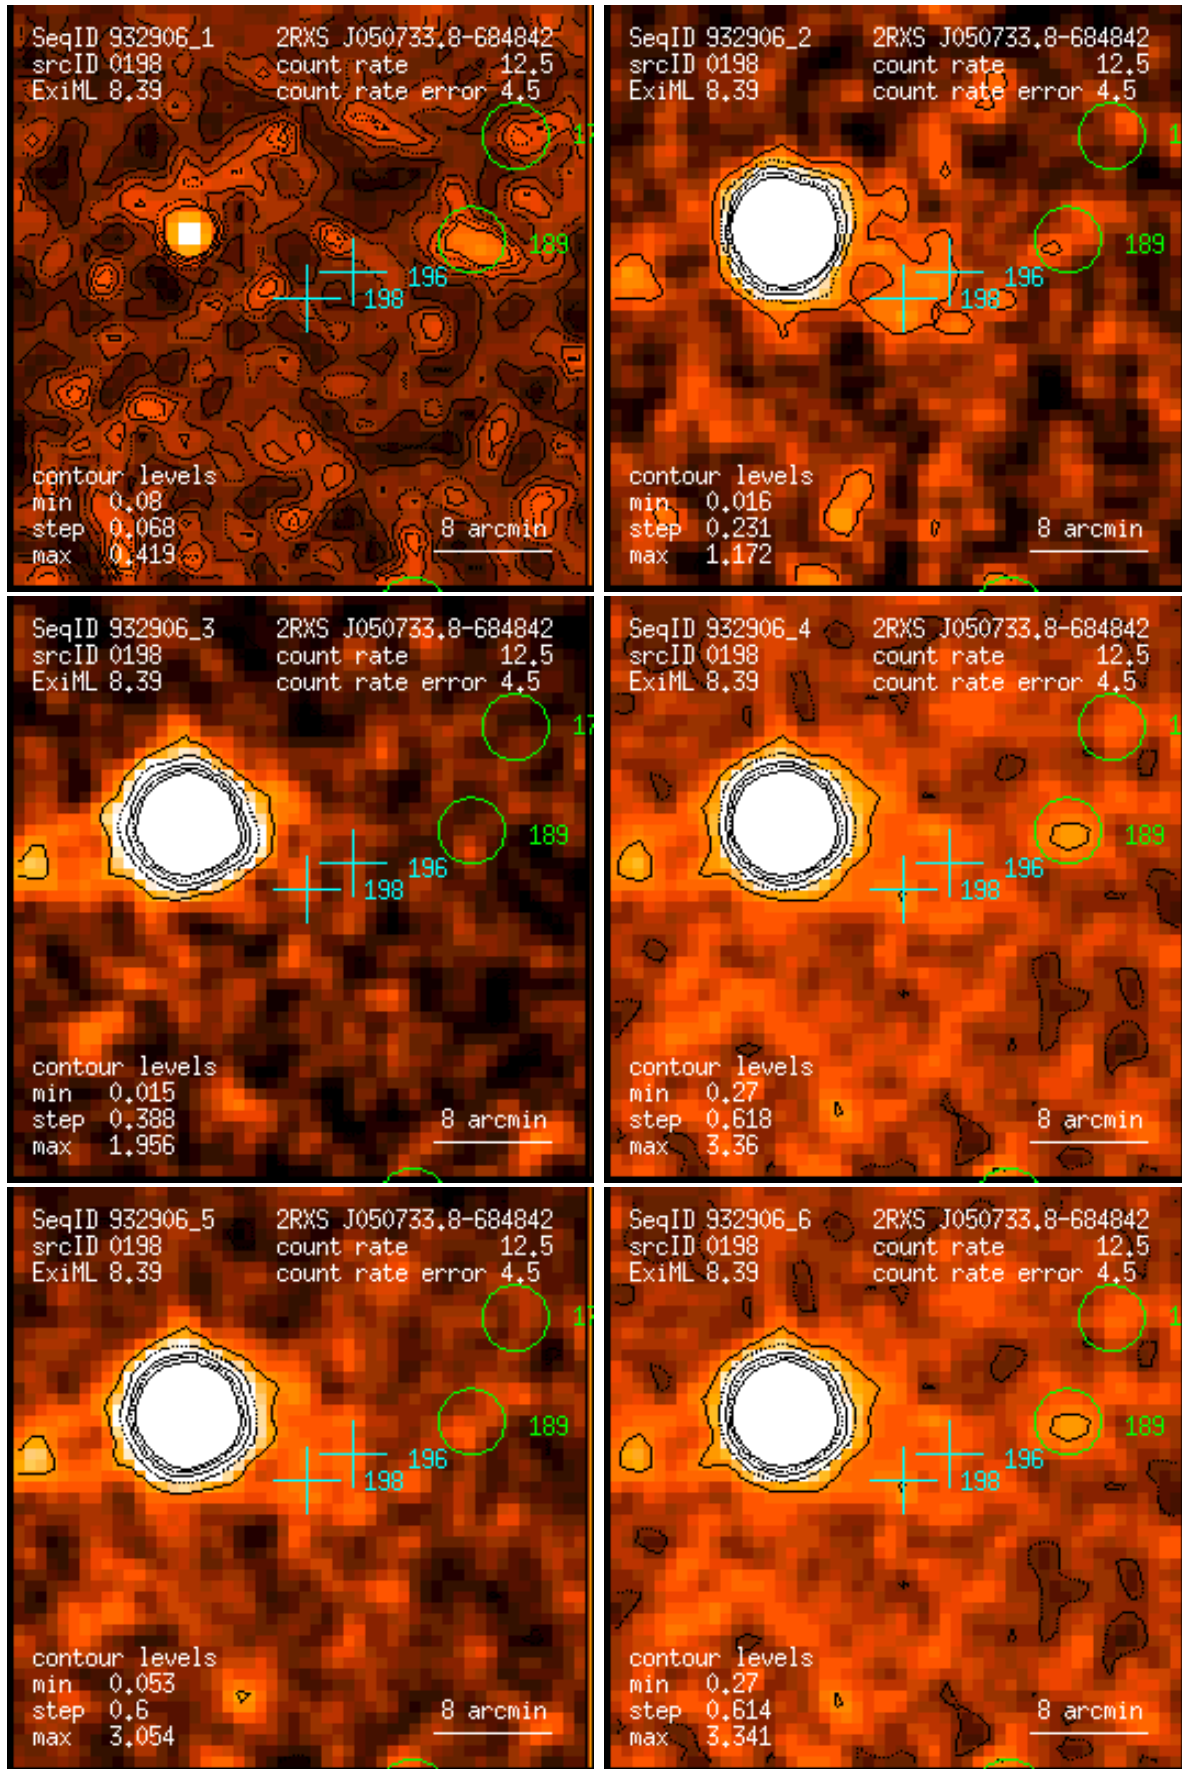 SeqID 932906_1 2RXS J050733.8-684842
srcID 0198 count rate 12.5
ExiML 8.39 count rate error 4.5
17
189
196
198
contour levels
min 0.08
step 0.068 8 arcmin
max 0.419
SeqID 932906_2 2RXS J050733.8-684842
srcID 0198 count rate 12.5
ExiML 8.39 count rate error 4.5
1
189
196
198
contour levels
min 0.016
step 0.231 8 arcmin
max 1.172
SeqID 932906_3 2RXS J050733.8-684842
srcID 0198 count rate 12.5
ExiML 8.39 count rate error 4.5
17
189
196
198
contour levels
min 0.015
step 0.388 8 arcmin
max 1.956
SeqID 932906_4 2RXS J050733.8-684842
srcID 0198 count rate 12.5
ExiML 8.39 count rate error 4.5
1
189
196
198
contour levels
min 0.27
step 0.618 8 arcmin
max 3.36
SeqID 932906_5 2RXS J050733.8-684842
srcID 0198 count rate 12.5
ExiML 8.39 count rate error 4.5
17
189
196
198
contour levels
min 0.053
step 0.6 8 arcmin
max 3.054
SeqID 932906_6 2RXS J050733.8-684842
srcID 0198 count rate 12.5
ExiML 8.39 count rate error 4.5
1
189
196
198
contour levels
min 0.27
step 0.614 8 arcmin
max 3.341